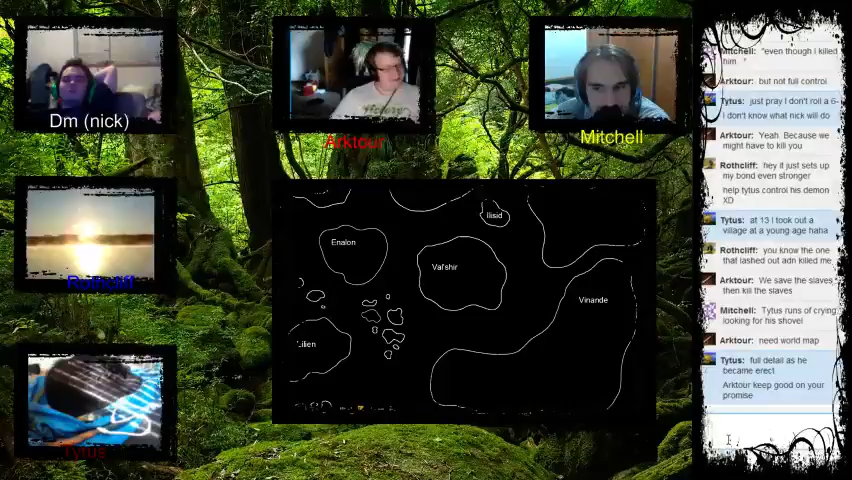 Dm (nick)
Arktour
Mitchell
Rothcliff
Tytus
Ilisid
Enalon
Val'shir
Vinande
Lilien
Mitchell: "even though I killed
him "
Arktour: but not full control
Tytus: just pray I don't roll a 6-
I don't know what nick will do
Arktour: Yeah. Because we
might have to kill you
Rothcliff: hey it just sets up
my bond even stronger
help tytus control his demon
XD
Tytus: at 13 I took out a
village at a young age haha
Rothcliff: you know the one
that lashed out adn killed me
Arktour: We save the slaves,
then kill the slaves
Mitchell: Tytus runs of crying
looking for his shovel
Arktour: need world map
Tytus: full detail as he
became erect
Arktour keep good on your
promise